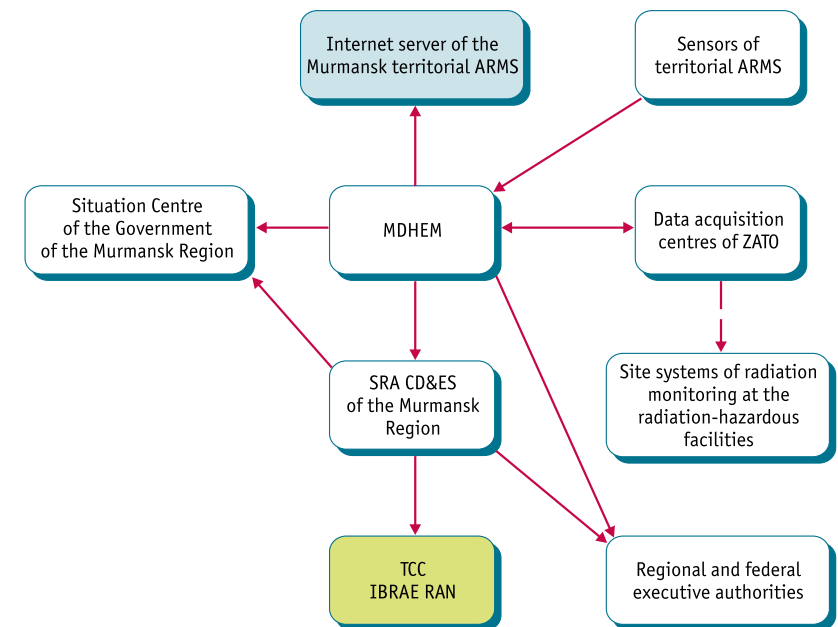 Internet server of the
Murmansk territorial ARMS
Sensors of
territorial ARMS
Situation Centre
of the Government
of the Murmansk Region
MDHEM
Data acquisition
centres of ZATO
SRA CD&ES
of the Murmansk
Region
Site systems of radiation
monitoring at the
radiation-hazardous
facilities
TCC
IBRAE RAN
Regional and federal
executive authorities